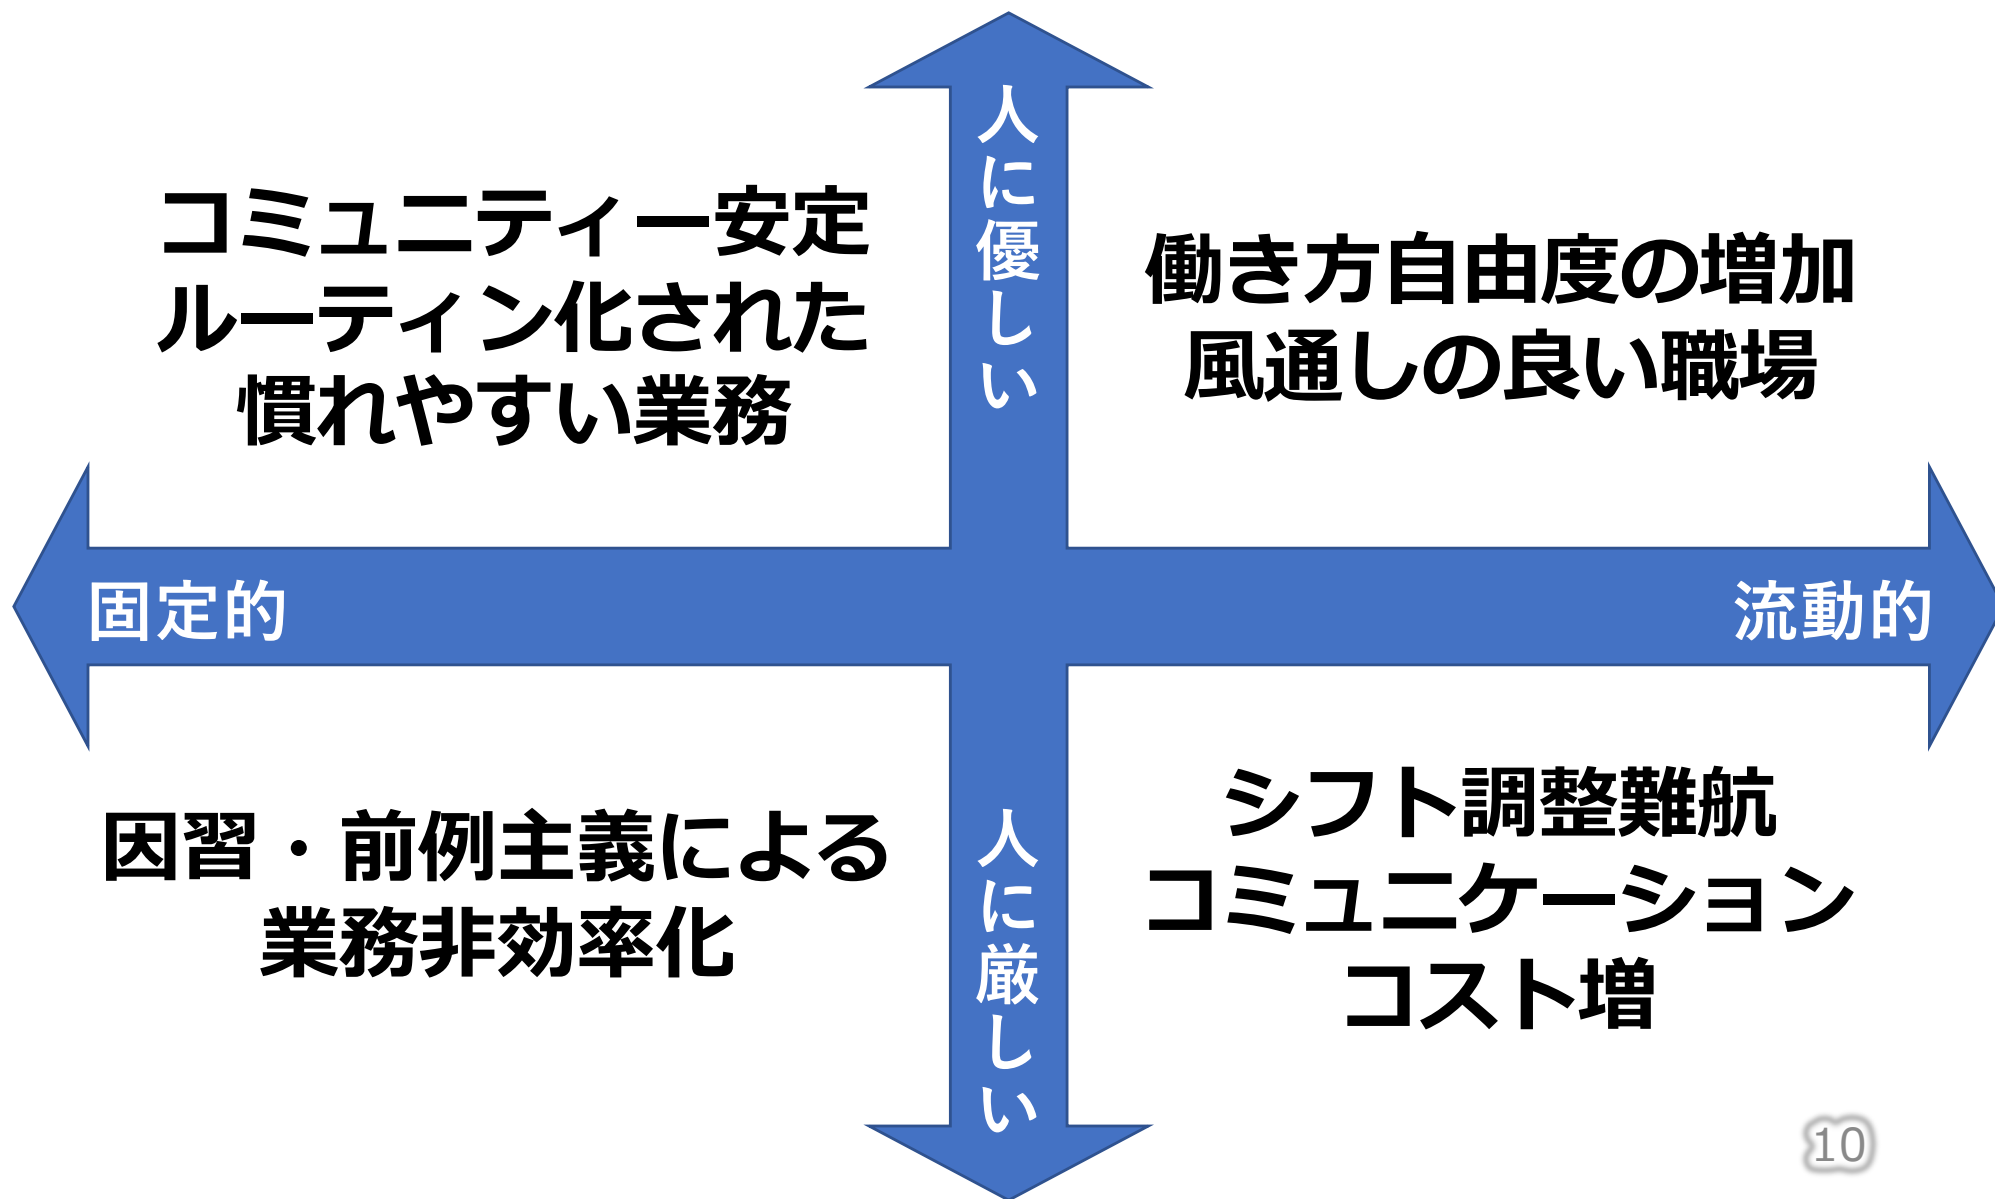 人に優しい
コミュニティー安定
ルーティン化された
慣れやすい業務
働き方自由度の増加
風通しの良い職場
固定的
流動的
因習・前例主義による
業務非効率化
人に厳しい
シフト調整難航
コミュニケーション
コスト増
10